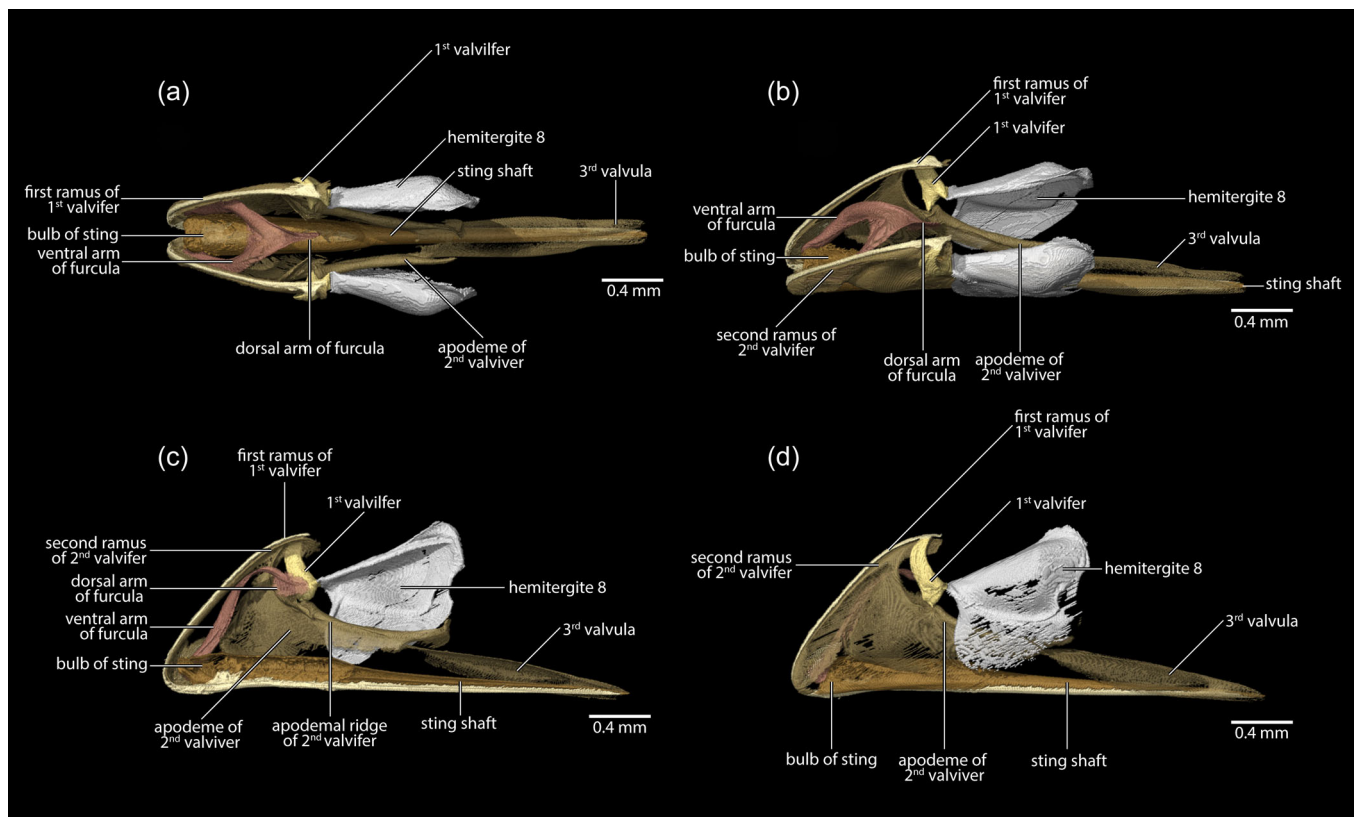 (a)
1st valvilfer
hemitergite 8
sting shaft
3rd valvula
first ramus of
1st valvifer
bulb of sting
ventral arm
of furcula
0.4 mm
dorsal arm of furcula
apodeme of
2nd valviver
(b)
first ramus of
1st valvifer
1st valvifer
ventral arm
of furcula
hemitergite 8
bulb of sting
3rd valvula
sting shaft
0.4 mm
second ramus of
2nd valvifer
dorsal arm
of furcula
apodeme of
2nd valviver
(c)
first ramus of
1st valvifer
1st valvilfer
second ramus
of 2nd valvifer
dorsal arm
of furcula
hemitergite 8
ventral arm
of furcula
3rd valvula
bulb of sting
apodeme of
2nd valviver
apodemal ridge
of 2nd valvifer
sting shaft
0.4 mm
(d)
first ramus of
1st valvifer
1st valvifer
second ramus
of 2nd valvifer
hemitergite 8
3rd valvula
0.4 mm
bulb of sting
apodeme of
2nd valviver
sting shaft